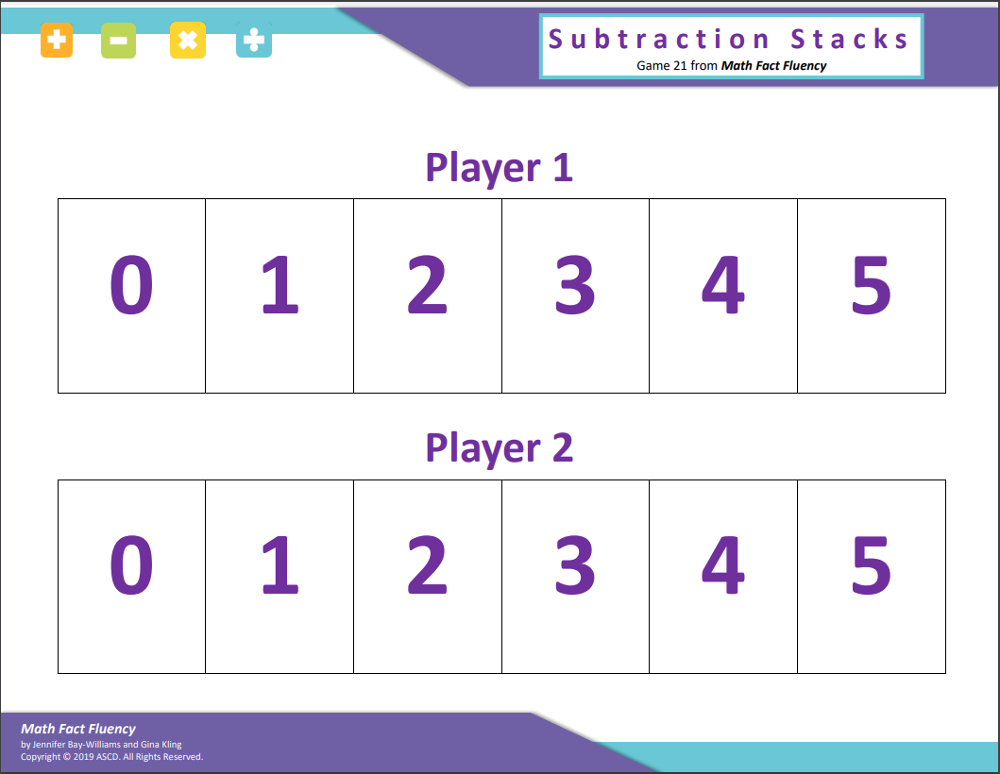 Subtraction Stacks
Game 21 from Math Fact Fluency
Player 1
0 1 2 3 4 5
Player 2
0 1 2 3 4 5
Math Fact Fluency
by Jennifer Bay-Williams and Gina Kling
Copyright © 2019 ASCD. All Rights Reserved.